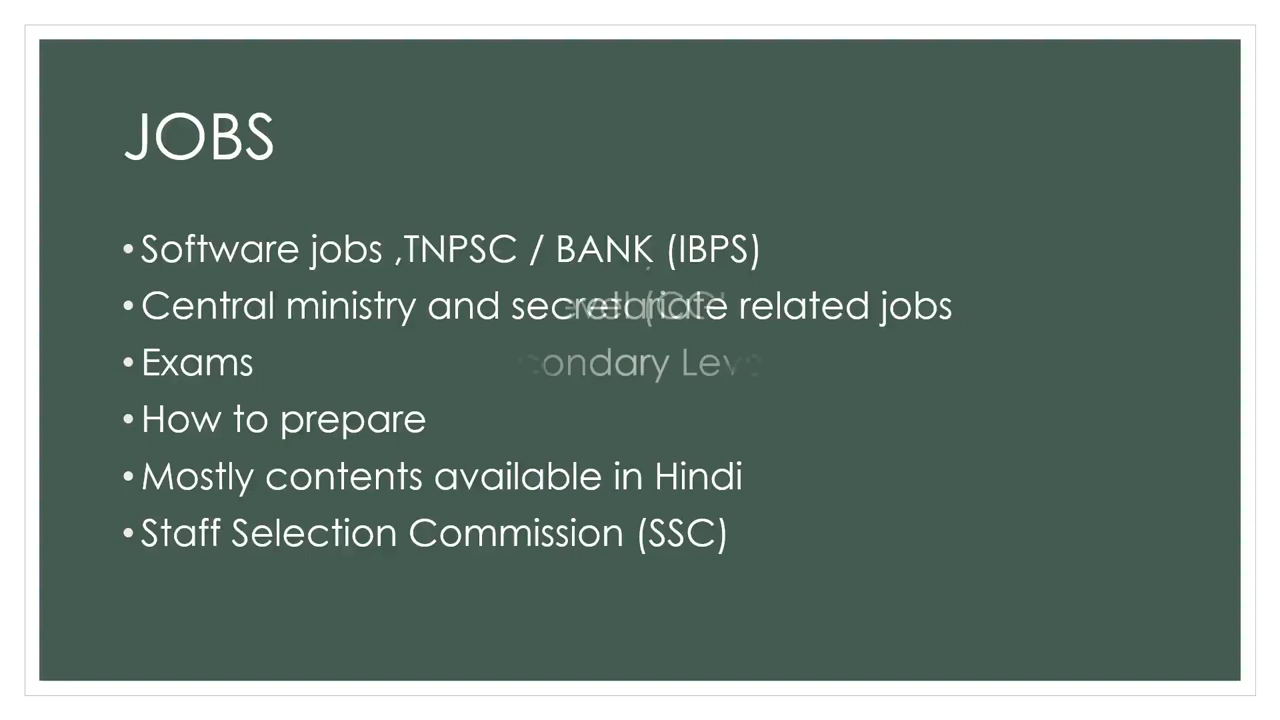 JOBS
• Software jobs ,TNPSC / BANK (IBPS)
• Central ministry and secretariate related jobs
• Exams
• How to prepare
• Mostly contents available in Hindi
• Staff Selection Commission (SSC)